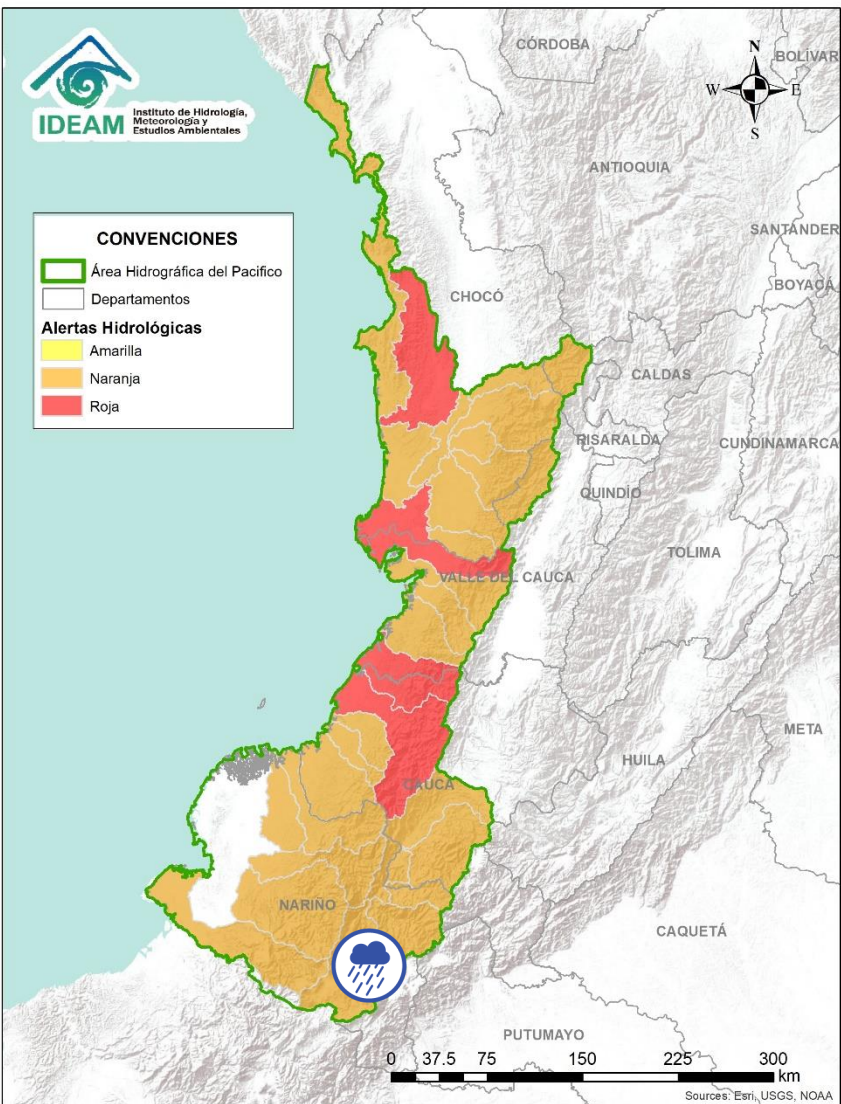 IDEAM
Instituto de Hidrología,
Meteorología y
Estudios Ambientales
N
W
E
S
CÓRDOBA
BOLÍVAR
ANTIOQUIA
SANTANDER
BOYACÁ
CHOCÓ
CALDAS
RISARALDA
CUNDINAMARCA
QUINDÍO
TOLIMA
VALLE DEL CAUCA
META
HUILA
CAUCA
NARIÑO
CAQUETÁ
PUTUMAYO
CONVENCIONES
Área Hidrográfica del Pacifico
Departamentos
Alertas Hidrológicas
Amarilla
Naranja
Roja
0 37.5 75 150 225 300
km
Sources: Esri, USGS, NOAA